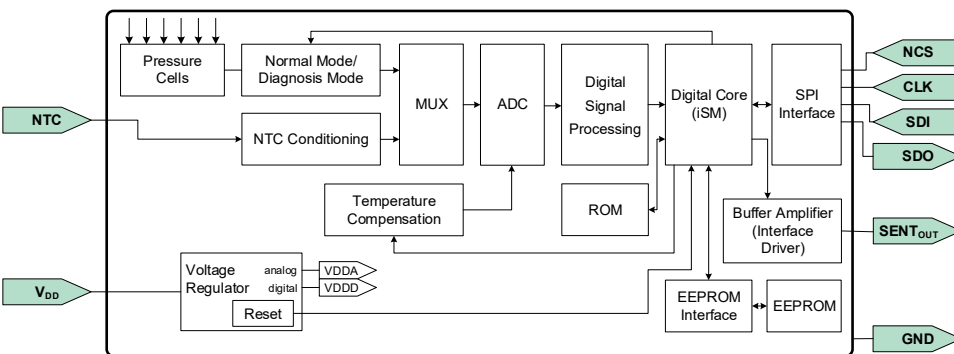 Pressure
Cells
Normal Mode/
Diagnosis Mode
MUX
ADC
Digital
Signal
Processing
Digital Core
(iSM)
SPI
Interface
NCS
CLK
SDI
SDO
NTC
NTC Conditioning
Temperature
Compensation
ROM
Buffer Amplifier
(Interface
Driver)
SENTOUT
VDD
Voltage
Regulator
analog
digital
VDDA
VDDD
Reset
EEPROM
Interface
EEPROM
GND